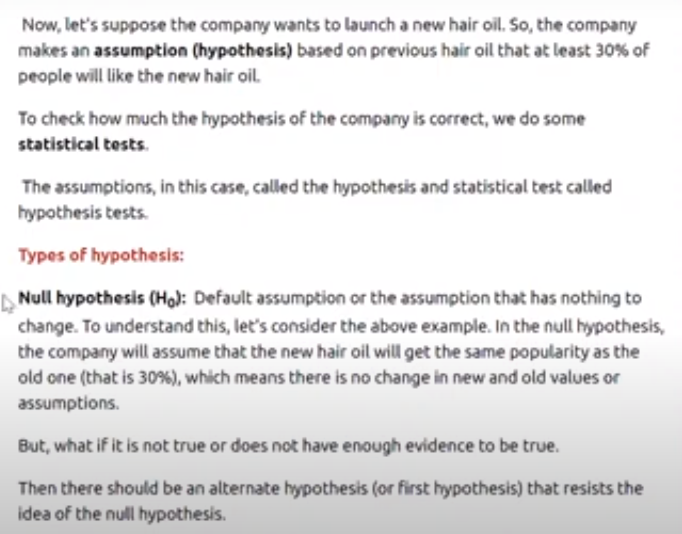 Now, let's suppose the company wants to launch a new hair oil. So, the company
makes an assumption (hypothesis) based on previous hair oil that at least 30% of
people will like the new hair oil.
To check how much the hypothesis of the company is correct, we do some
statistical tests.
The assumptions, in this case, called the hypothesis and statistical test called
hypothesis tests.
Types of hypothesis:
Null hypothesis (H₀): Default assumption or the assumption that has nothing to
change. To understand this, let's consider the above example. In the null hypothesis,
the company will assume that the new hair oil will get the same popularity as the
old one (that is 30%), which means there is no change in new and old values or
assumptions.
But, what if it is not true or does not have enough evidence to be true.
Then there should be an alternate hypothesis (or first hypothesis) that resists the
idea of the null hypothesis.